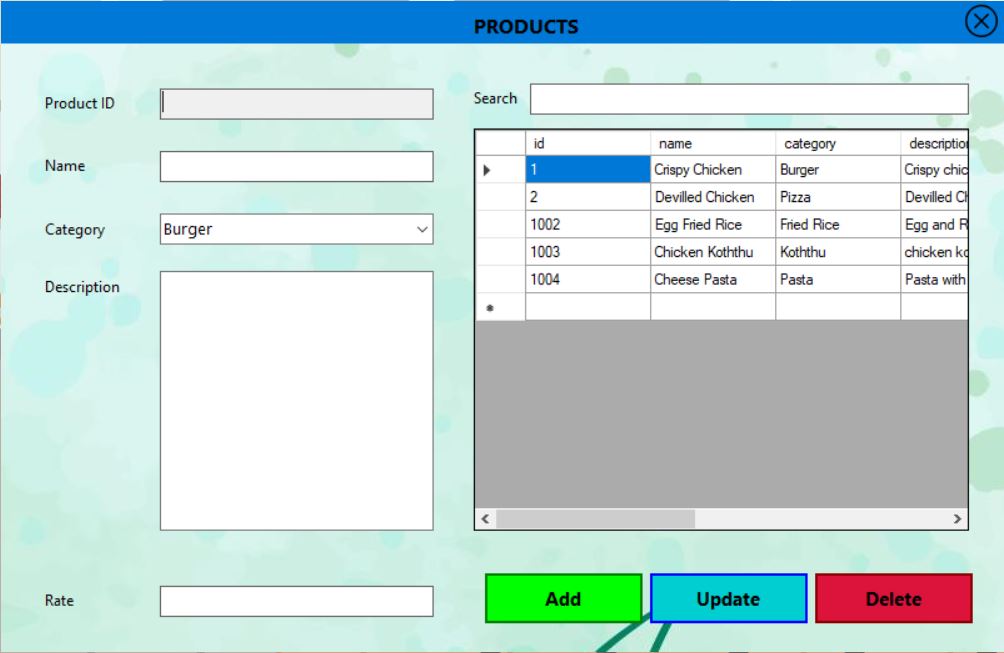 PRODUCTS
Product ID
Name
Category
Burger
Description
Rate
Search
id name category description
1 Crispy Chicken Burger Crispy chic
2 Devilled Chicken Pizza Devilled Ch
1002 Egg Fried Rice Fried Rice Egg and R
1003 Chicken Koththu Koththu chicken ko
1004 Cheese Pasta Pasta Pasta with
Add Update Delete